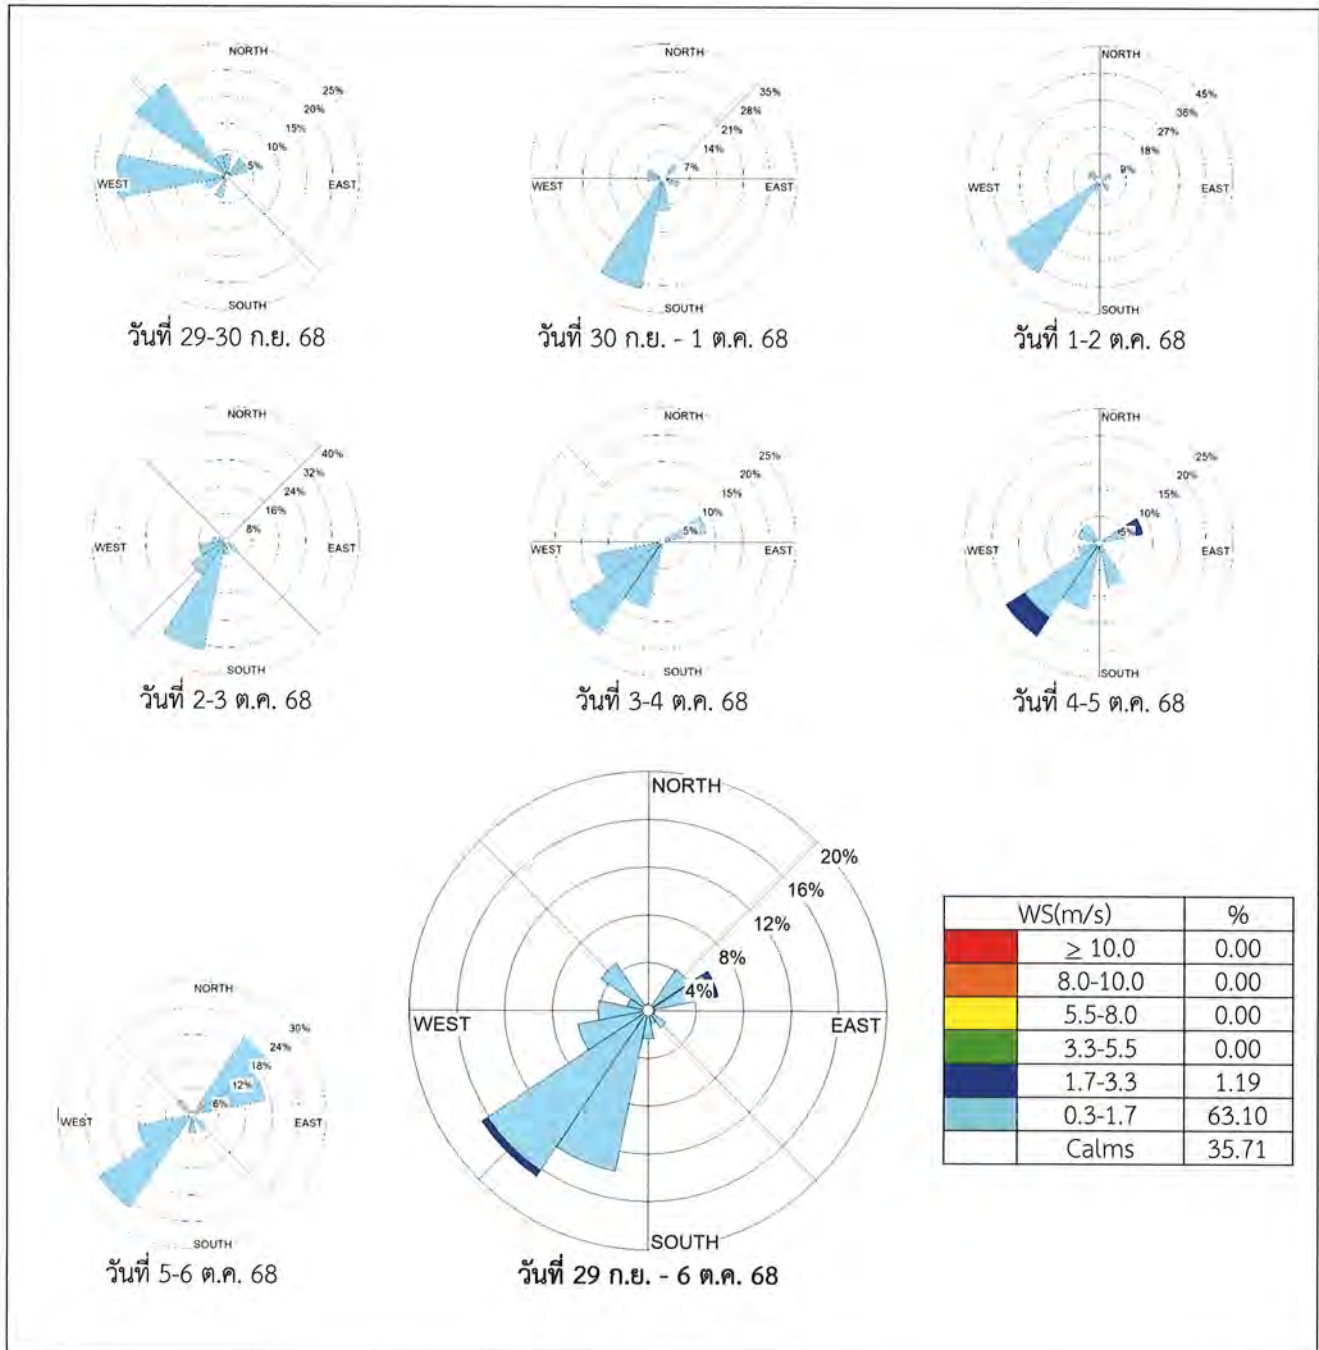 NORTH
25%
20%
15%
10%
5%
WEST
EAST
SOUTH
วันที่ 29-30 ก.ย. 68
NORTH
35%
28%
21%
14%
7%
WEST
EAST
SOUTH
วันที่ 30 ก.ย. - 1 ต.ค. 68
NORTH
45%
36%
27%
18%
9%
WEST
EAST
SOUTH
วันที่ 1-2 ต.ค. 68
NORTH
40%
32%
24%
16%
8%
WEST
EAST
SOUTH
วันที่ 2-3 ต.ค. 68
NORTH
25%
20%
15%
10%
5%
WEST
EAST
SOUTH
วันที่ 3-4 ต.ค. 68
NORTH
25%
20%
15%
10%
5%
WEST
EAST
SOUTH
วันที่ 4-5 ต.ค. 68
NORTH
30%
24%
18%
12%
6%
WEST
EAST
SOUTH
วันที่ 5-6 ต.ค. 68
NORTH
20%
16%
12%
8%
4%
WEST
EAST
SOUTH
วันที่ 29 ก.ย. - 6 ต.ค. 68
WS(m/s) %
≥ 10.0 0.00
8.0-10.0 0.00
5.5-8.0 0.00
3.3-5.5 0.00
1.7-3.3 1.19
0.3-1.7 63.10
Calms 35.71